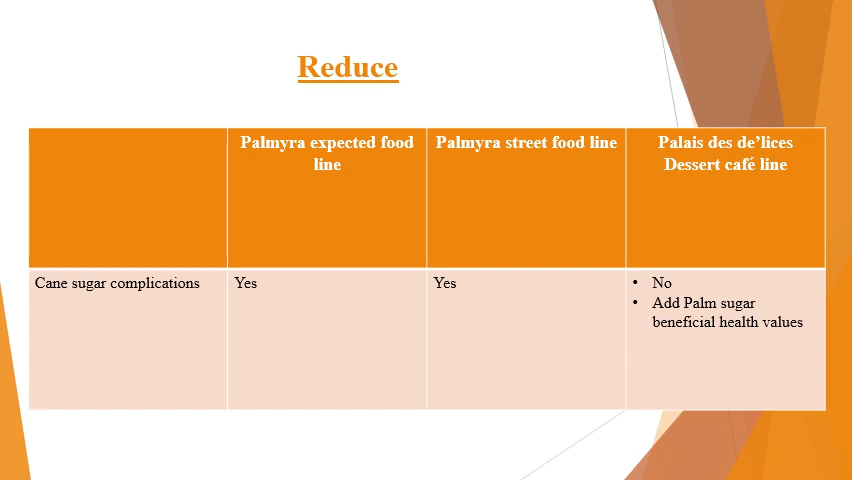 Reduce
Palmyra expected food
line
Palmyra street food line
Palais des de’lices
Dessert café line
Cane sugar complications
Yes
Yes
• No
• Add Palm sugar
beneficial health values